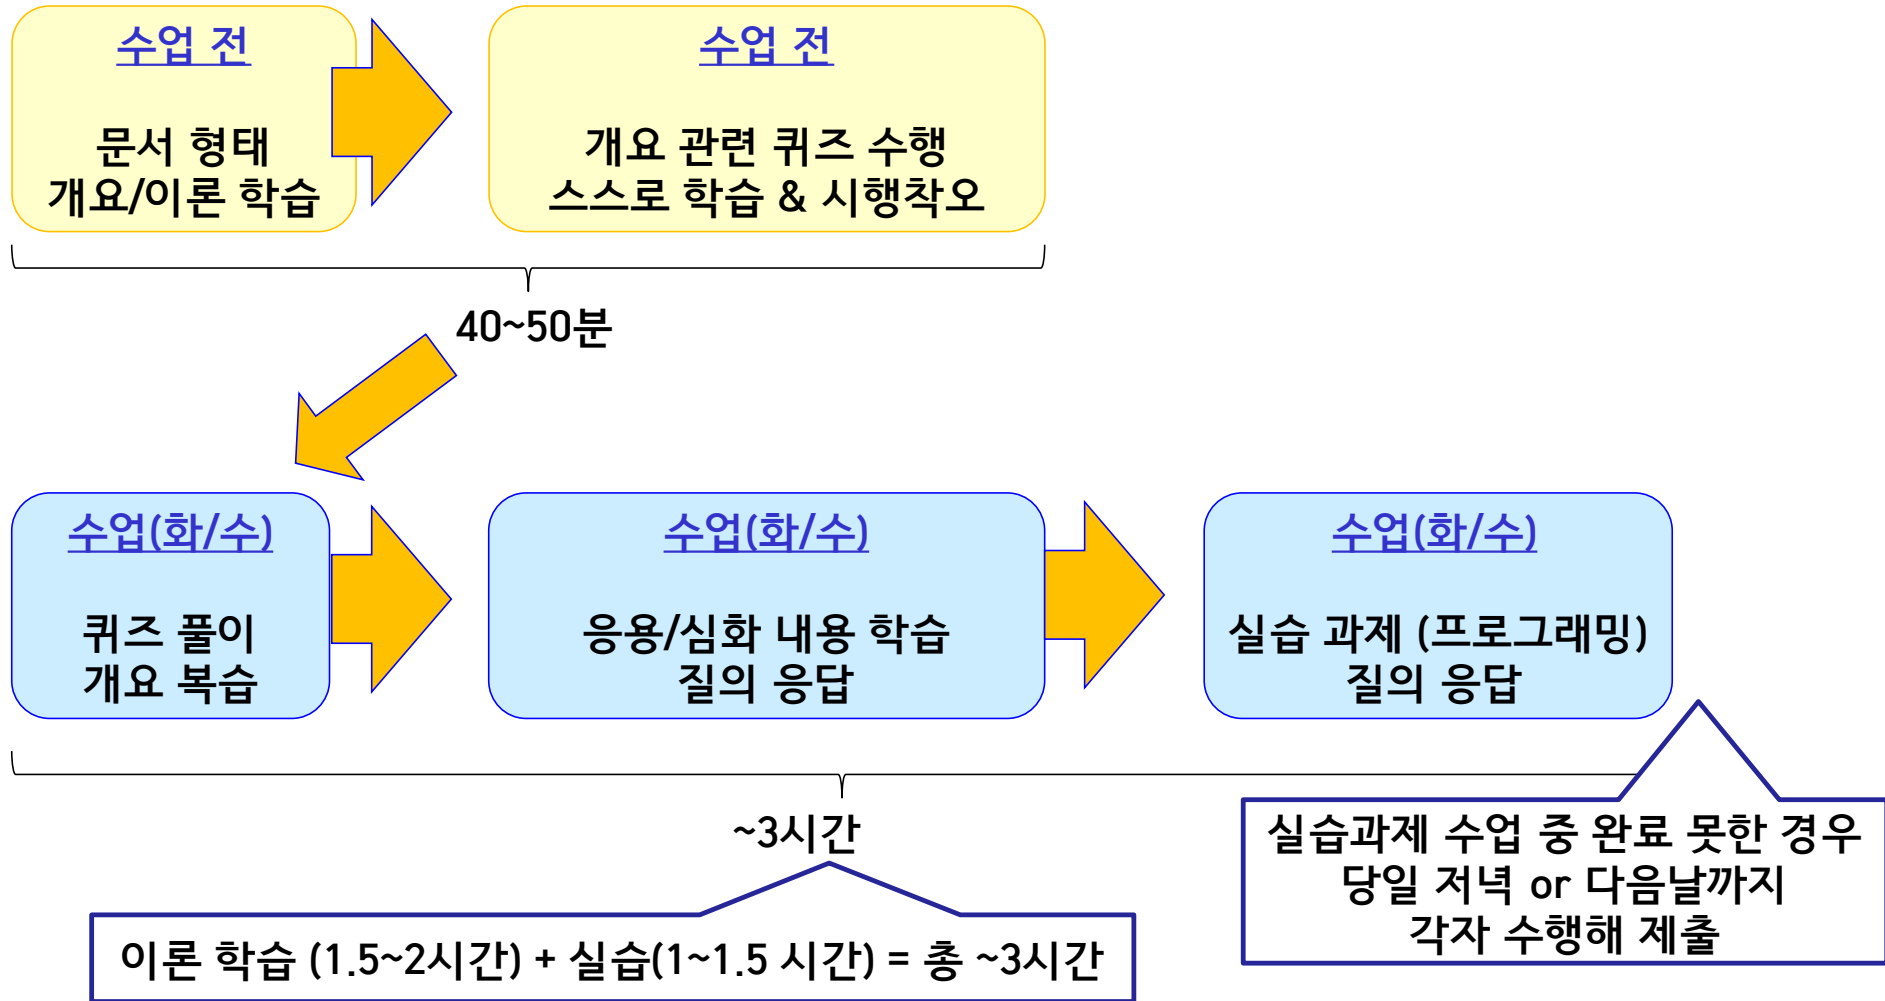 수업 전
문서 형태
개요/이론 학습
수업 전
개요 관련 퀴즈 수행
스스로 학습 & 시행착오
40~50분
수업(화/수)
퀴즈 풀이
개요 복습
수업(화/수)
응용/심화 내용 학습
질의 응답
수업(화/수)
실습 과제 (프로그래밍)
질의 응답
~3시간
이론 학습 (1.5~2시간) + 실습(1~1.5 시간) = 총 ~3시간
실습과제 수업 중 완료 못한 경우
당일 저녁 or 다음날까지
각자 수행해 제출